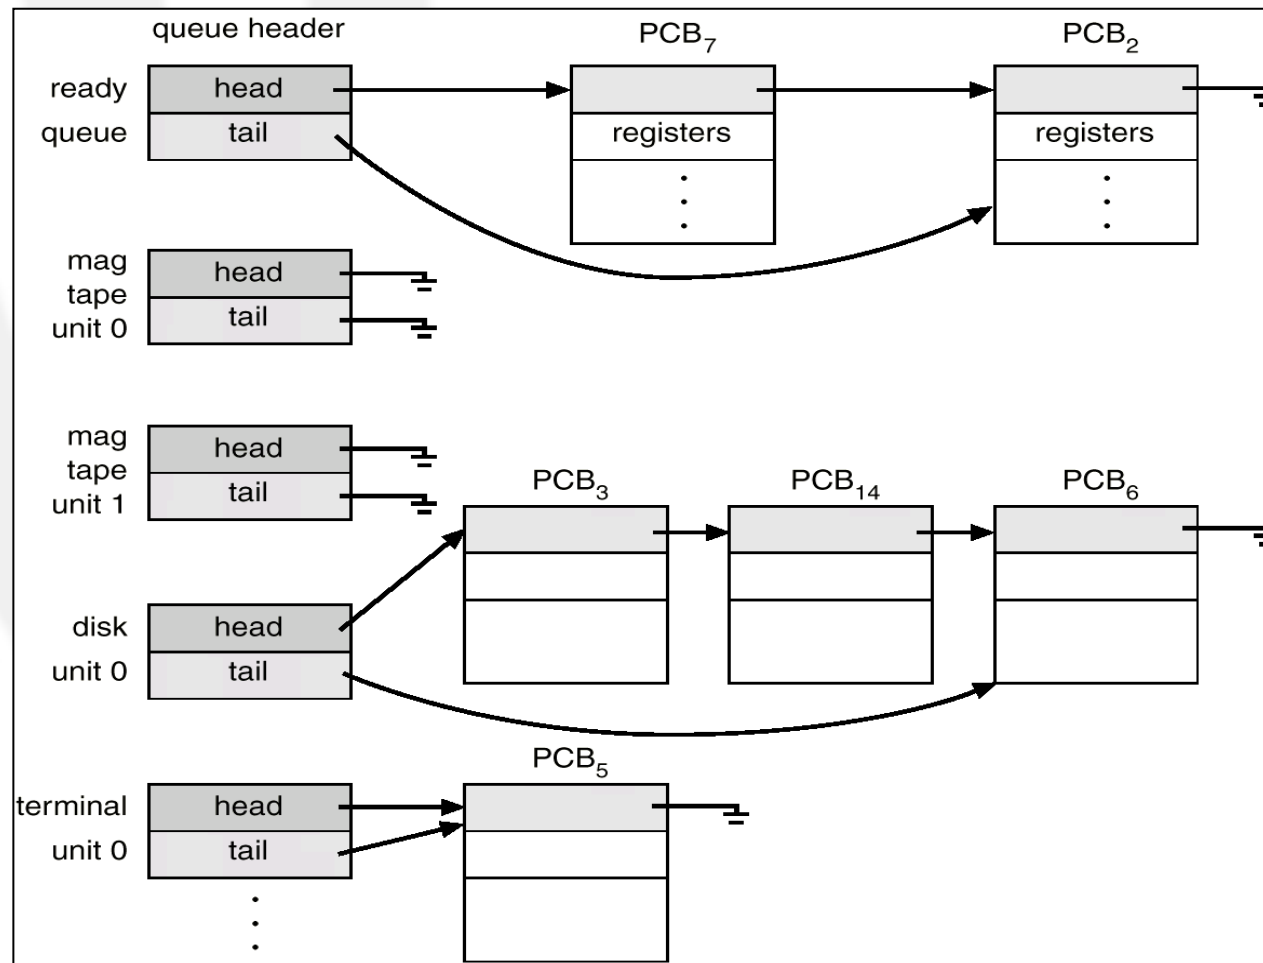 queue header
PCB7
PCB2
ready
queue
head
tail
registers
registers
mag
tape
unit 0
head
tail
mag
tape
unit 1
head
tail
PCB3
PCB14
PCB6
disk
unit 0
head
tail
PCB5
terminal
unit 0
head
tail